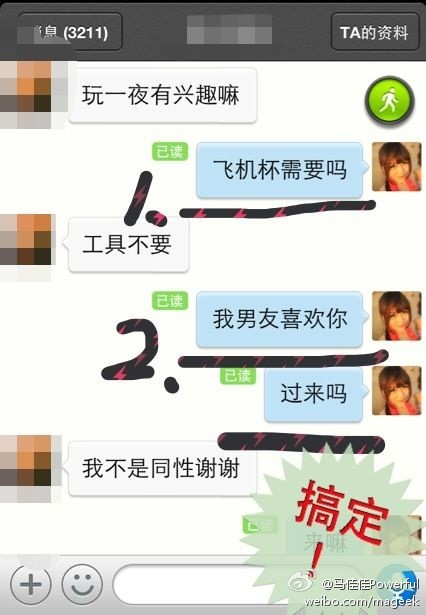 消息 (3211)
TA的资料
玩一夜有兴趣嘛
已读
飞机杯需要吗
1.
工具不要
已读
我男友喜欢你
2.
已读
过来吗
我不是同性谢谢
搞定!
已读
来嘛
@马佳佳Powerful
weibo.com/mageek